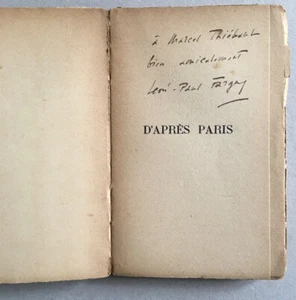 à Marcel Thiébaut
bien amicalement
Léon-Paul Fargue
D'APRÈS PARIS